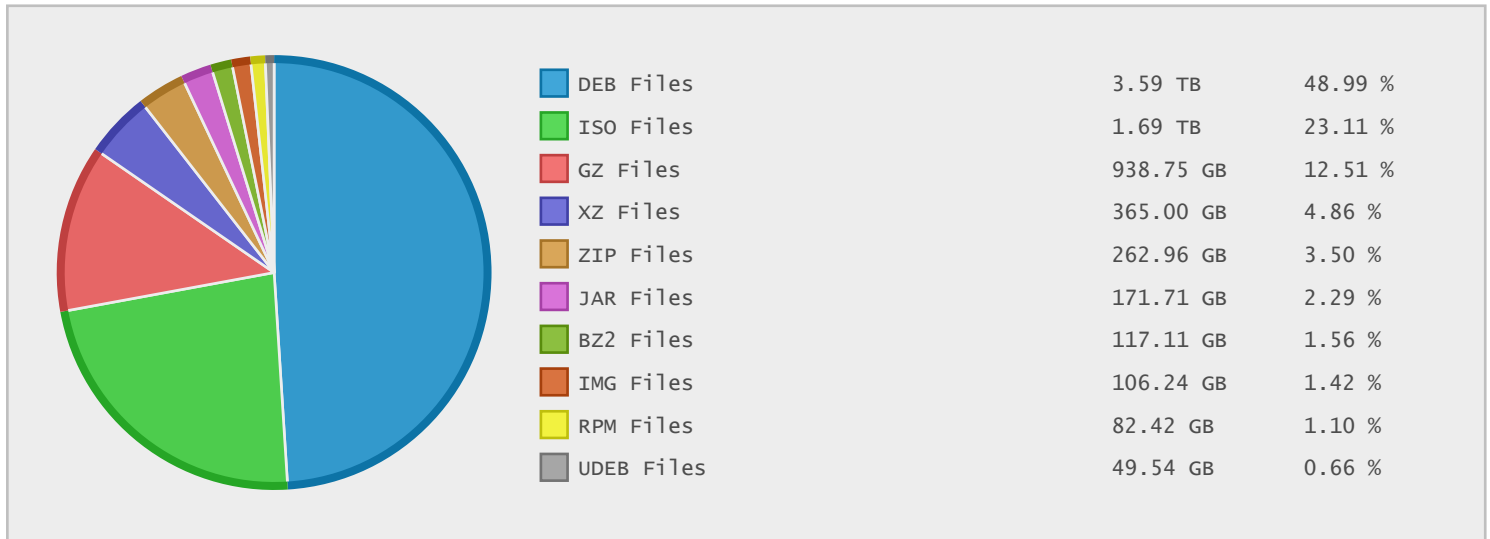 DEB Files 3.59 TB 48.99 %
ISO Files 1.69 TB 23.11 %
GZ Files 938.75 GB 12.51 %
XZ Files 365.00 GB 4.86 %
ZIP Files 262.96 GB 3.50 %
JAR Files 171.71 GB 2.29 %
BZ2 Files 117.11 GB 1.56 %
IMG Files 106.24 GB 1.42 %
RPM Files 82.42 GB 1.10 %
UDEB Files 49.54 GB 0.66 %